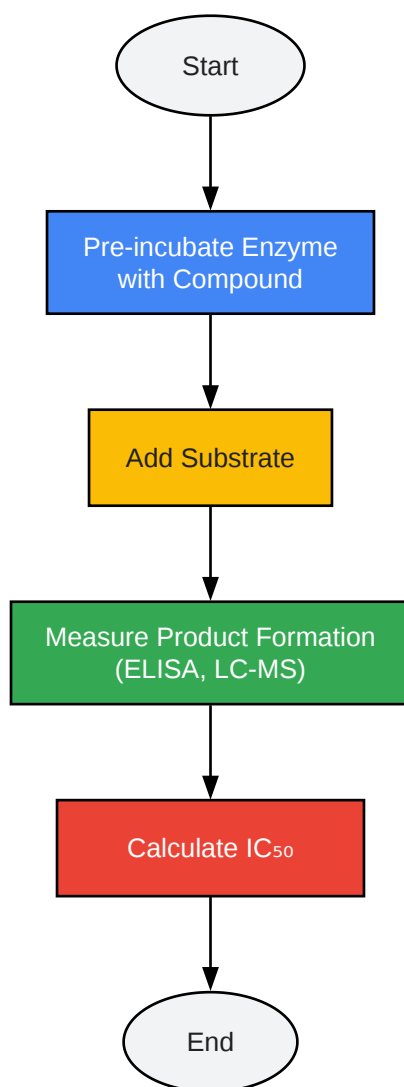 Start
Pre-incubate Enzyme
with Compound
Add Substrate
Measure Product Formation
(ELISA, LC-MS)
Calculate IC₅₀
End